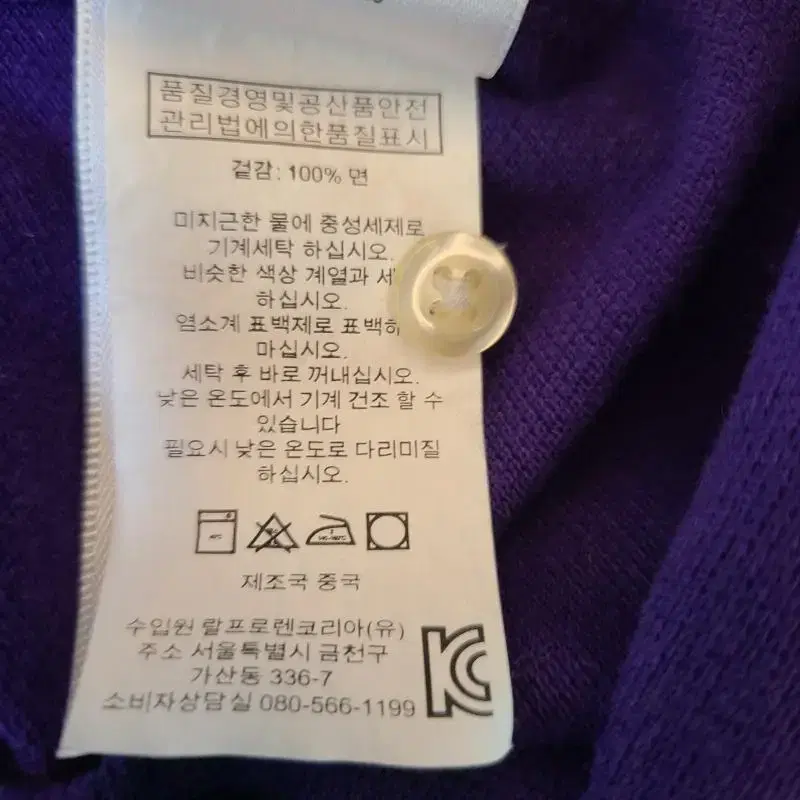 품질경영및공산품안전
관리법에의한품질표시
겉감: 100% 면
미지근한 물에 중성세제로
기계세탁 하십시오.
비슷한 색상 계열과
하십시오.
염소계 표백제로
마십시오.
세탁 후 바로 꺼내십시오.
낮은 온도에서 기계 건조 할 수
있습니다
필요시 낮은 온도로 다리미질
하십시오.
제조국 중국
수입원 랄프로렌코리아(유)
주소 서울특별시 금천구
가산동 336-7
소비자상담실 080-566-1199
KC